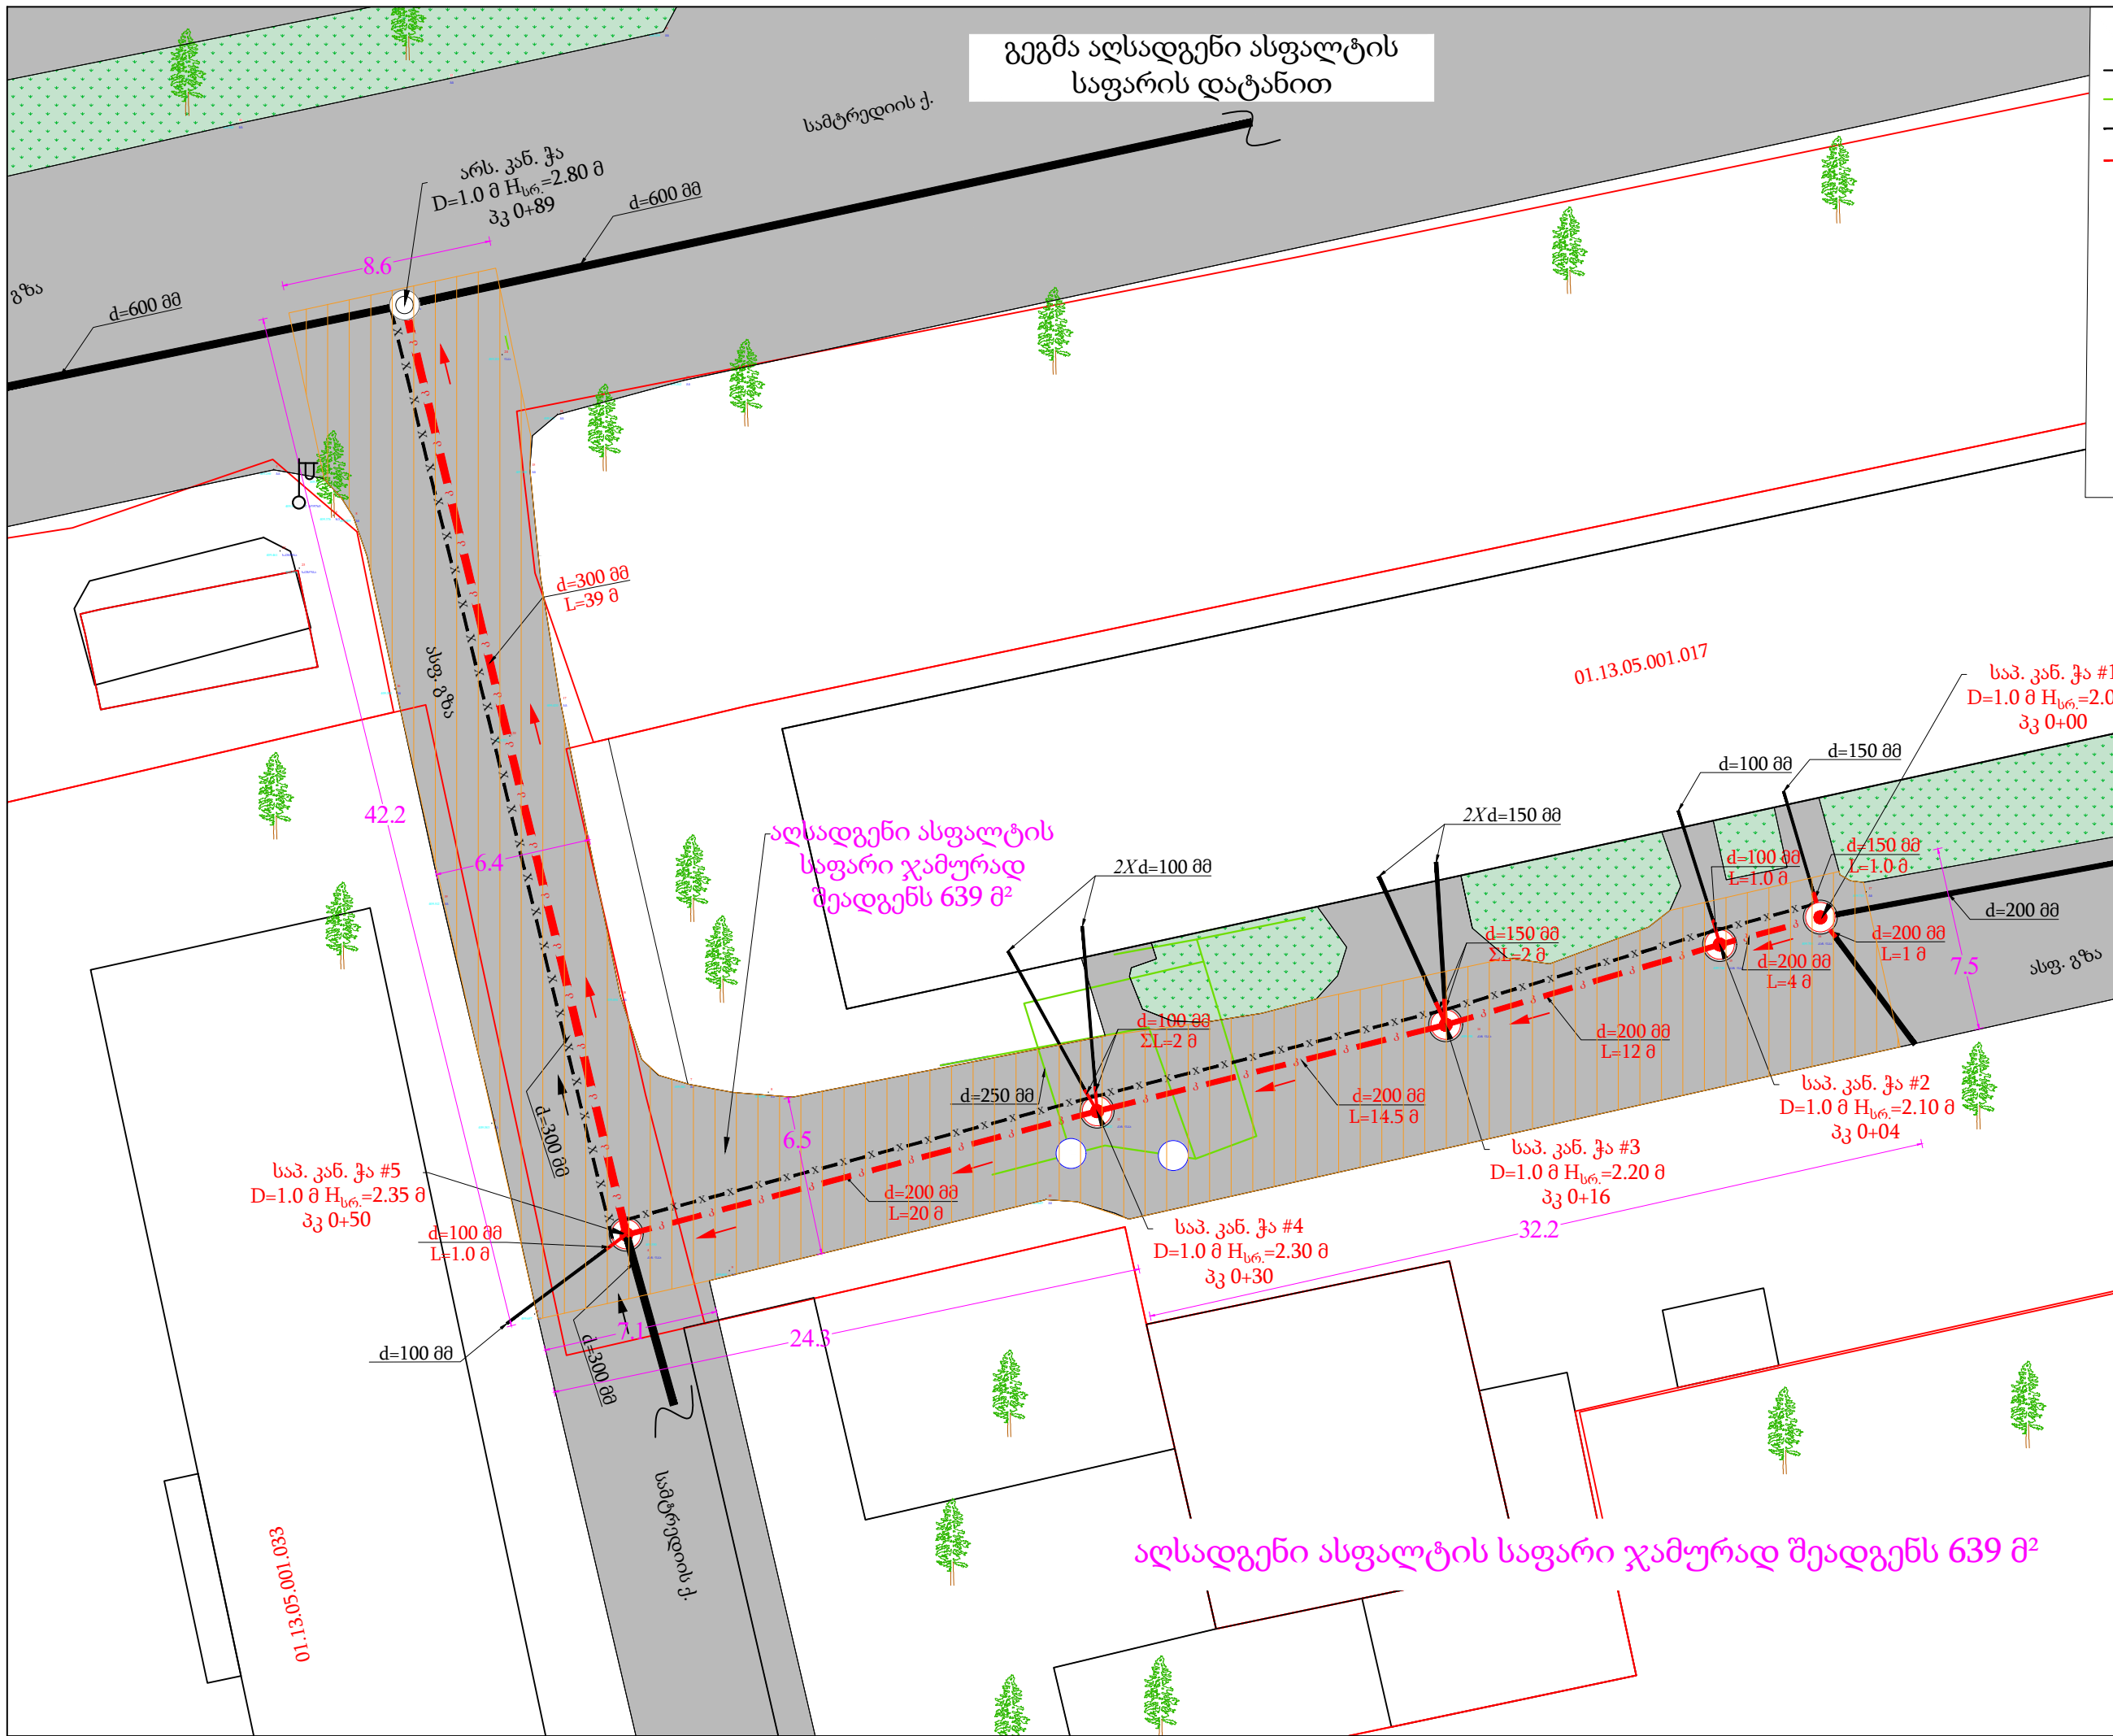 გეგმა აღსადგენი ასფალტის
საფარის დატანით
სამტრედიის ქ.
არს. კან. ჭა
D=1.0 მ Hსრ.=2.80 მ
პკ 0+89
d=600 მმ
8.6
გზა
d=600 მმ
d=300 მმ
L=39 მ
ასფ. გზა
01.13.05.001.017
საპ. კან. ჭა #1
D=1.0 მ Hსრ.=2.0
პკ 0+00
d=150 მმ
d=100 მმ
42.2
2Xd=150 მმ
აღსადგენი ასფალტის
საფარი ჯამურად
შეადგენს 639 მ²
6.4
2Xd=100 მმ
d=150 მმ
L=1.0 მ
d=100 მმ
L=1.0 მ
d=200 მმ
d=150 მმ
ΣL=2 მ
d=200 მმ
L=1 მ
d=200 მმ
L=4 მ
7.5
ასფ. გზა
d=100 მმ
ΣL=2 მ
d=200 მმ
L=12 მ
d=250 მმ
d=200 მმ
L=14.5 მ
საპ. კან. ჭა #2
D=1.0 მ Hსრ.=2.10 მ
პკ 0+04
d=300 მმ
6.5
საპ. კან. ჭა #3
D=1.0 მ Hსრ.=2.20 მ
პკ 0+16
საპ. კან. ჭა #5
D=1.0 მ Hსრ.=2.35 მ
პკ 0+50
d=200 მმ
L=20 მ
d=100 მმ
L=1.0 მ
საპ. კან. ჭა #4
D=1.0 მ Hსრ.=2.30 მ
პკ 0+30
32.2
7.1
24.3
d=100 მმ
d=300 მმ
სამტრედიის ქ.
01.13.05.001.033
აღსადგენი ასფალტის საფარი ჯამურად შეადგენს 639 მ²